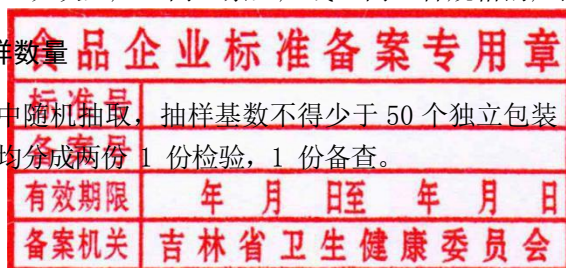 食品企业标准备案专用章
样数量
标准号
中随机抽取，抽样基数不得少于 50 个独立包装
备案号
均分成两份 1 份检验，1 份备查。
有效期限 年 月 日至 年 月 日
备案机关 吉林省卫生健康委员会